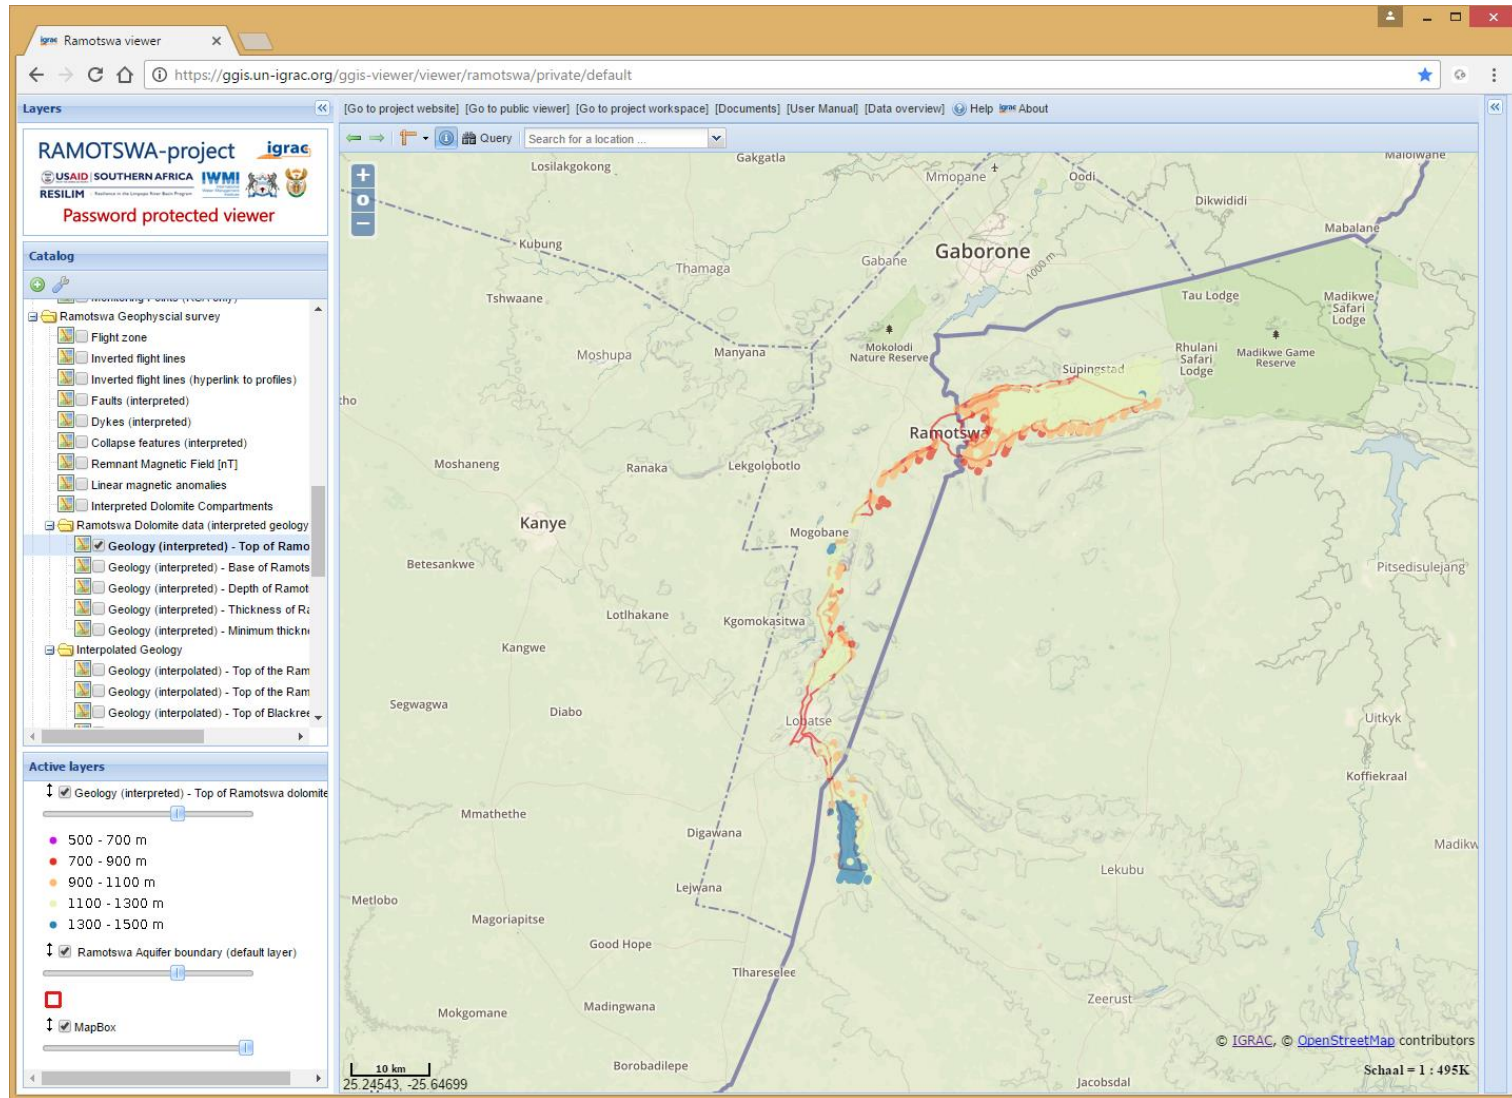 igrac Ramotswa viewer
https://ggis.un-igrac.org/ggis-viewer/viewer/ramotswa/private/default
Layers
[Go to project website] [Go to public viewer] [Go to project workspace] [Documents] [User Manual] [Data overview] Help igrac About
Query Search for a location ...
RAMOTSWA-project igrac
USAID SOUTHERN AFRICA IWMI
RESILIM
Password protected viewer
Catalog
Ramotswa Geophyscial survey
Flight zone
Inverted flight lines
Inverted flight lines (hyperlink to profiles)
Faults (interpreted)
Dykes (interpreted)
Collapse features (interpreted)
Remnant Magnetic Field [nT]
Linear magnetic anomalies
Interpreted Dolomite Compartments
Ramotswa Dolomite data (interpreted geology
Geology (interpreted) - Top of Ramo
Geology (interpreted) - Base of Ramots
Geology (interpreted) - Depth of Ramot
Geology (interpreted) - Thickness of Ra
Geology (interpreted) - Minimum thickn
Interpolated Geology
Geology (interpolated) - Top of the Ram
Geology (interpolated) - Top of the Ram
Geology (interpolated) - Top of Blackree
Active layers
Geology (interpreted) - Top of Ramotswa dolomite
500 - 700 m
700 - 900 m
900 - 1100 m
1100 - 1300 m
1300 - 1500 m
Ramotswa Aquifer boundary (default layer)
MapBox
Gakgatla
Malolwane
Losilakgokong
Mmopane
Oodi
Dikwididi
Mabalane
Kubung
Gaborone
Gabane
Thamaga
1000 m
Tshwaane
Tau Lodge
Madikwe
Safari
Lodge
Moshupa
Manyana
Mokolodi
Nature Reserve
Rhulani
Safari
Lodge
Madikwe Game
Reserve
Supingstad
tho
Ramotswa
Moshaneng
Ranaka
Lekgolobotlo
Kanye
Mogobane
Betesankwe
Pitsedisulejang
Lotlhakane
Kgomokasitwa
Kangwe
Segwagwa
Diabo
Lobatse
Uitkyk
Koffiekraal
Mmathethe
Digawana
Madikw
Lekubu
Lejwana
Metlobo
Magoriapitse
Good Hope
Tlhareselee
Zeerust
Madingwana
Mokgomane
© IGRAC, © OpenStreetMap contributors
Borobadilepe
10 km
Schaal = 1 : 495K
25.24543, -25.64699
Jacobsdal